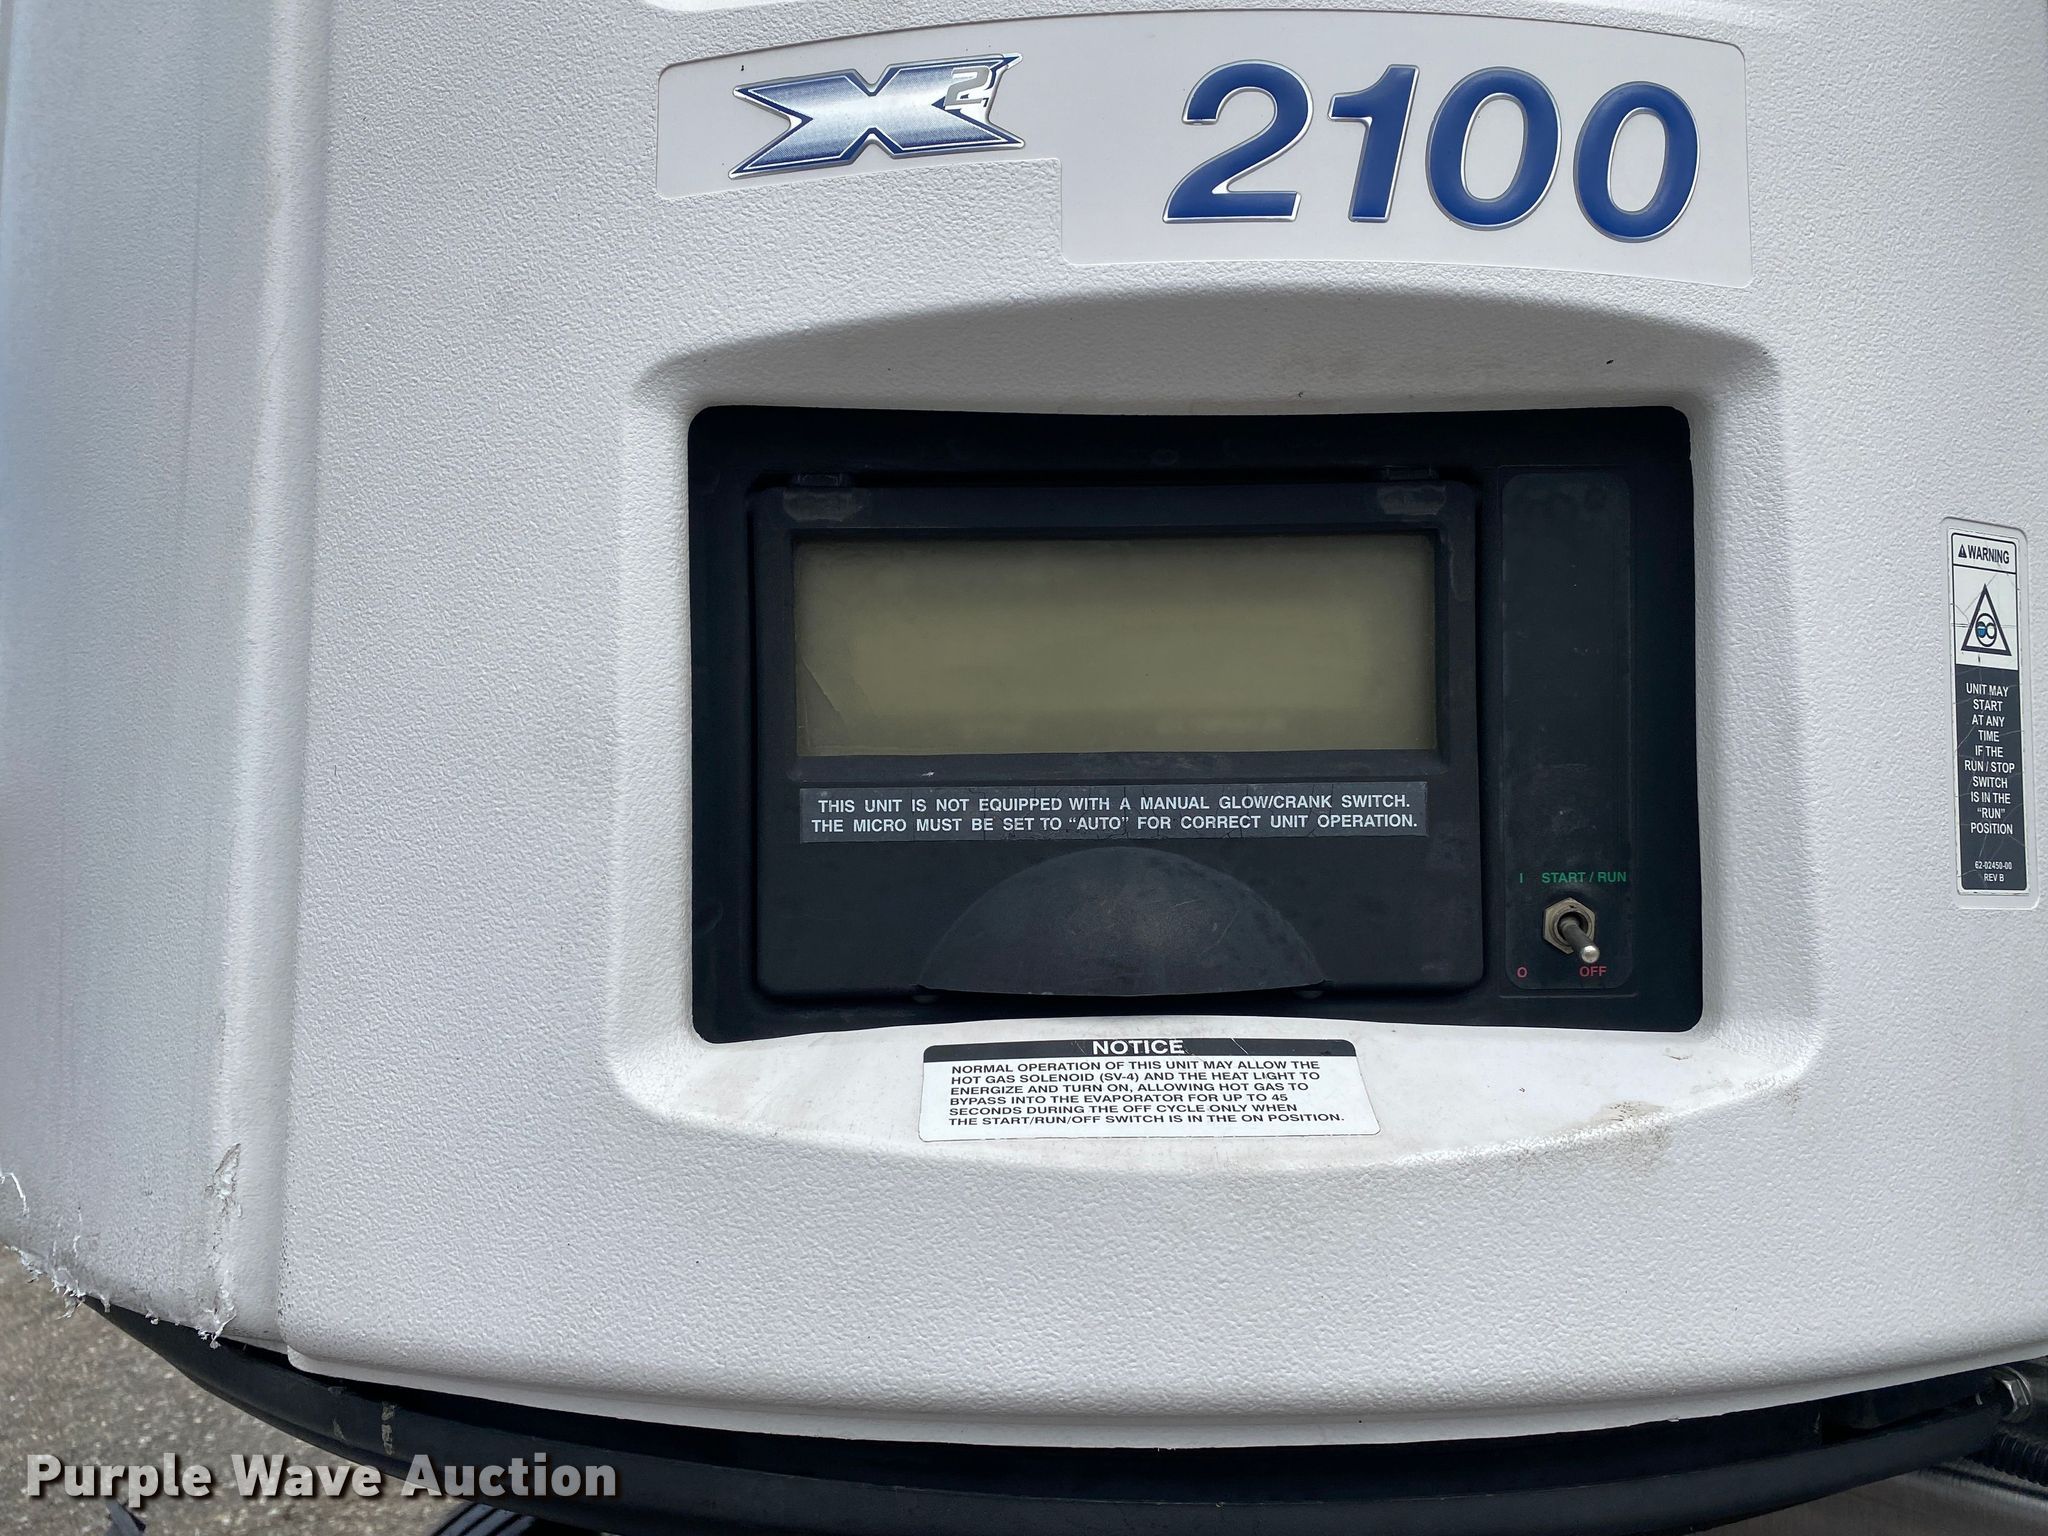 X2
2100
THIS UNIT IS NOT EQUIPPED WITH A MANUAL GLOW/CRANK SWITCH.
THE MICRO MUST BE SET TO “AUTO” FOR CORRECT UNIT OPERATION.
I START / RUN
O OFF
NOTICE
NORMAL OPERATION OF THIS UNIT MAY ALLOW THE
HOT GAS SOLENOID (SV-4) AND THE HEAT LIGHT TO
ENERGIZE AND TURN ON, ALLOWING HOT GAS TO
BYPASS INTO THE EVAPORATOR FOR UP TO 45
SECONDS DURING THE OFF CYCLE ONLY WHEN
THE START/RUN/OFF SWITCH IS IN THE ON POSITION.
WARNING
UNIT MAY
START
AT ANY
TIME
IF THE
RUN / STOP
SWITCH
IS IN THE
“RUN”
POSITION
62-02450-00
REV B
Purple Wave Auction